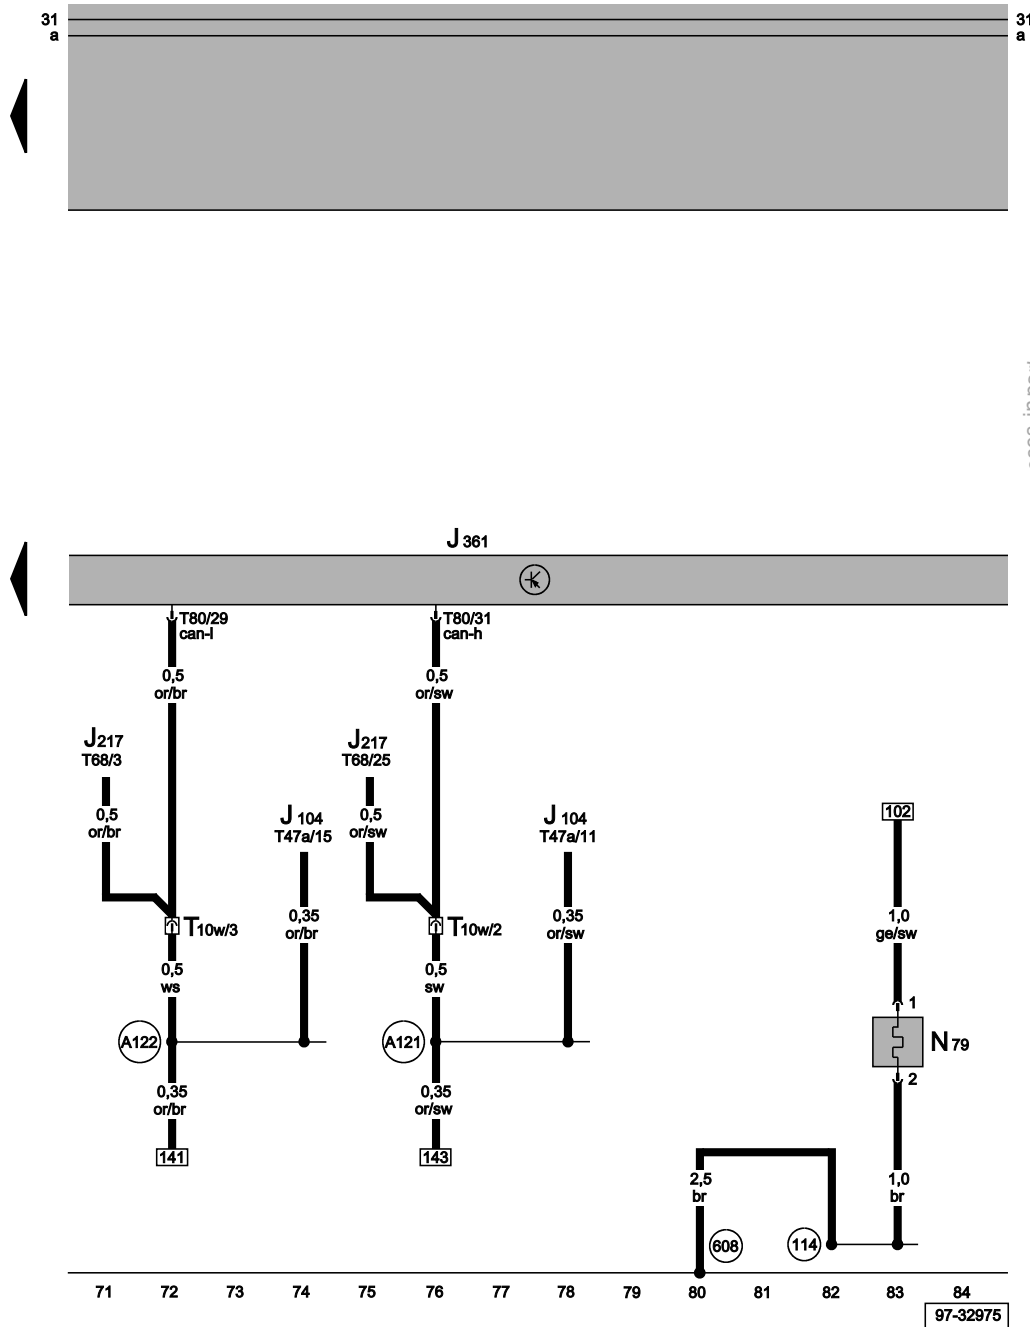 31
31
a
a
J 361
T80/29
can-l
T80/31
can-h
0,5
or/br
0,5
or/sw
J217
T68/3
J217
T68/25
0,5
or/br
J 104
T47a/15
0,5
or/sw
J 104
T47a/11
102
T10w/3
0,35
or/br
T10w/2
0,35
or/sw
1,0
ge/sw
0,5
ws
0,5
sw
1
A122
A121
N 79
2
0,35
or/br
0,35
or/sw
141
143
2,5
br
1,0
br
608
114
71 72 73 74 75 76 77 78 79 80 81 82 83 84
97-32975